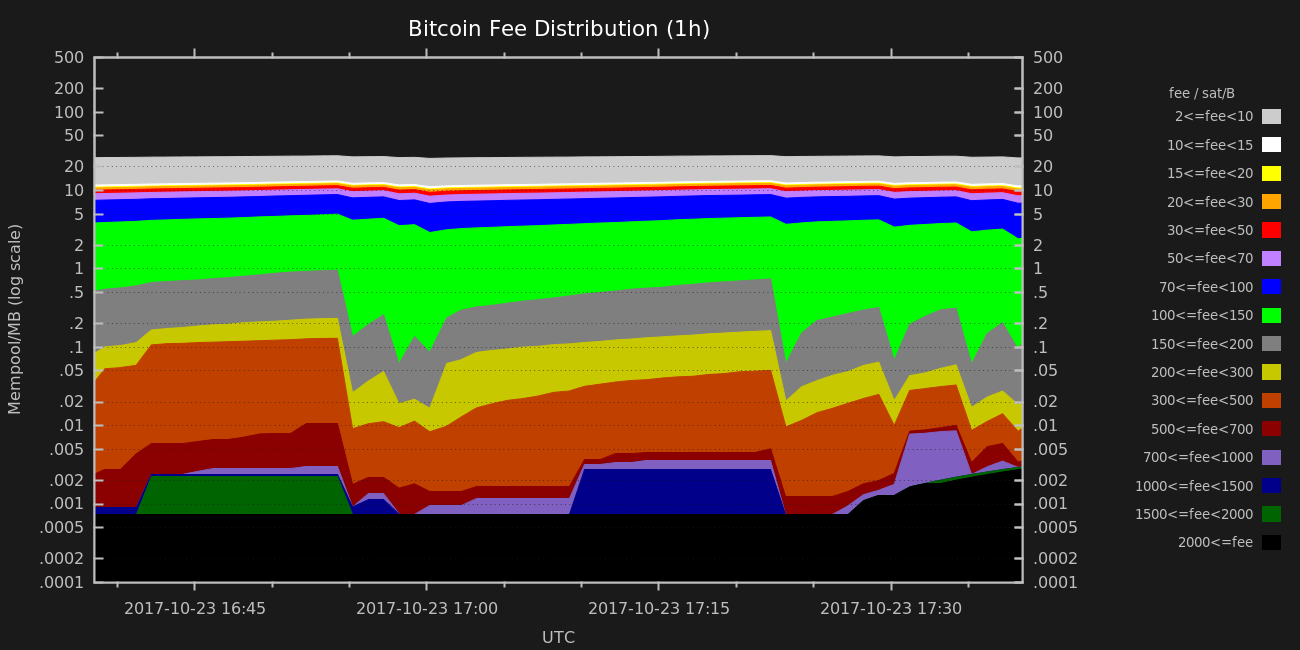 Bitcoin Fee Distribution (1h)
Mempool/MB (log scale)
500
200
100
50
20
10
5
2
1
.5
.2
.1
.05
.02
.01
.005
.002
.001
.0005
.0002
.0001
500
200
100
50
20
10
5
2
1
.5
.2
.1
.05
.02
.01
.005
.002
.001
.0005
.0002
.0001
2017-10-23 16:45
2017-10-23 17:00
2017-10-23 17:15
2017-10-23 17:30
UTC
fee / sat/B
2<=fee<10
10<=fee<15
15<=fee<20
20<=fee<30
30<=fee<50
50<=fee<70
70<=fee<100
100<=fee<150
150<=fee<200
200<=fee<300
300<=fee<500
500<=fee<700
700<=fee<1000
1000<=fee<1500
1500<=fee<2000
2000<=fee